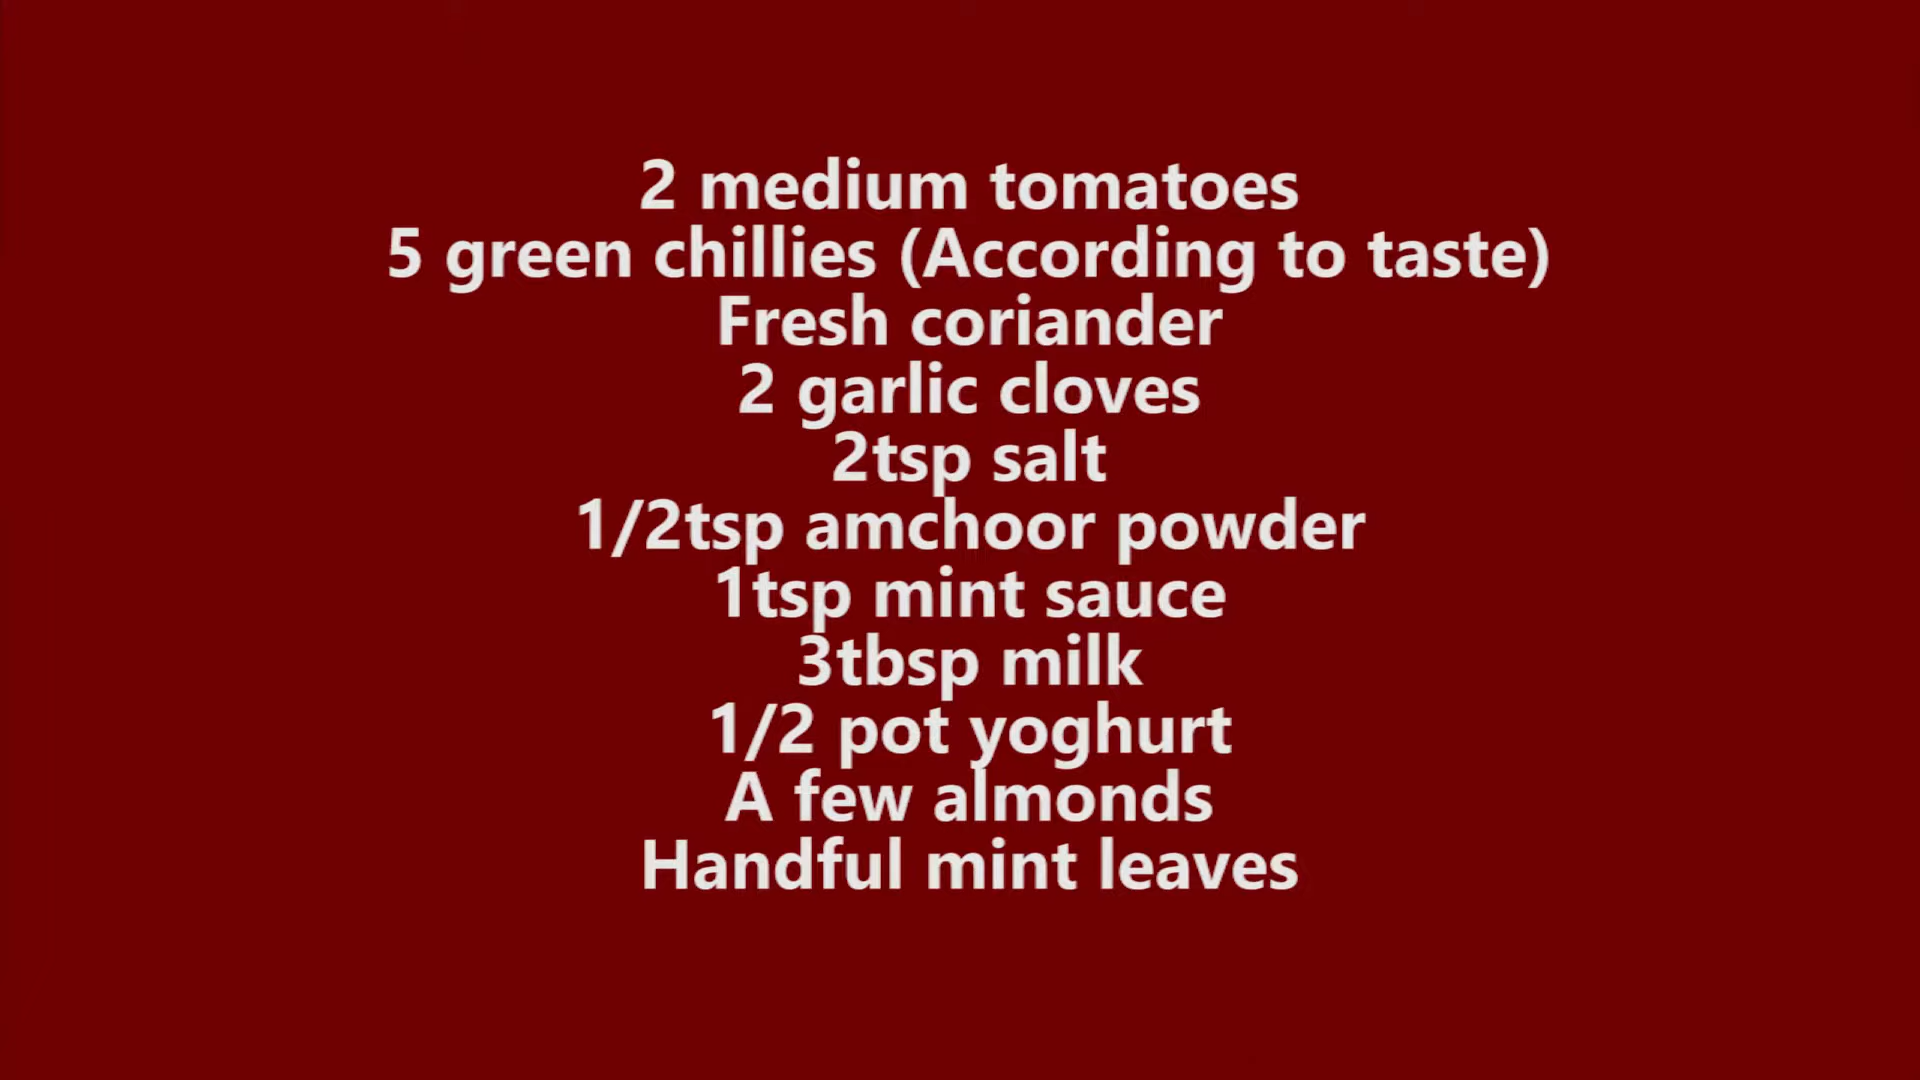 2 medium tomatoes
5 green chillies (According to taste)
Fresh coriander
2 garlic cloves
2tsp salt
1/2tsp amchoor powder
1tsp mint sauce
3tbsp milk
1/2 pot yoghurt
A few almonds
Handful mint leaves